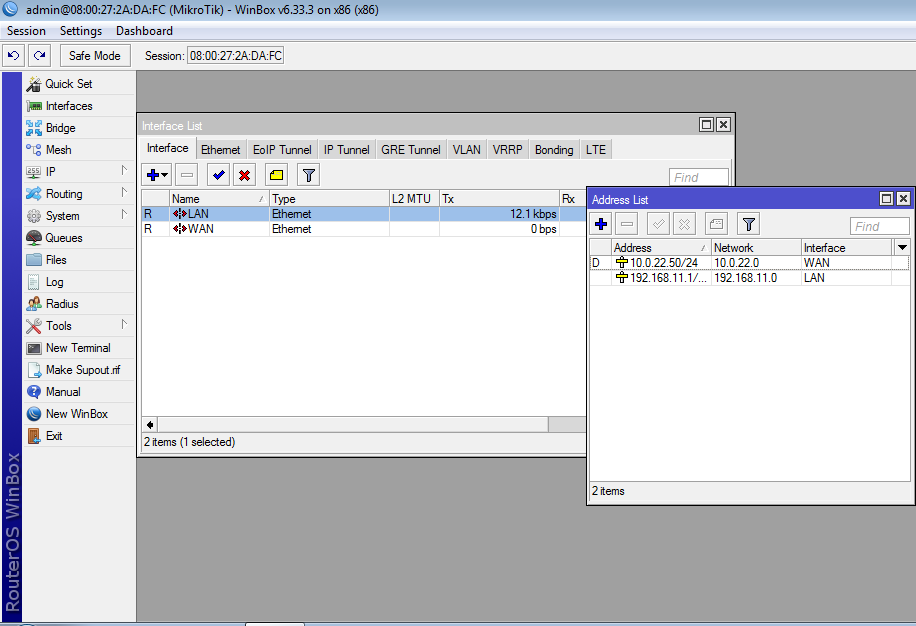 admin@08:00:27:2A:DA:FC (MikroTik) - WinBox v6.33.3 on x86 (x86)
Session Settings Dashboard
Safe Mode Session: 08:00:27:2A:DA:FC
Quick Set
Interfaces
Bridge
Mesh
IP
Routing
System
Queues
Files
Log
Radius
Tools
New Terminal
Make Supout.rif
Manual
New WinBox
Exit
RouterOS WinBox
Interface List
Interface Ethernet EoIP Tunnel IP Tunnel GRE Tunnel VLAN VRRP Bonding LTE
Find
Name Type L2 MTU Tx Rx
R LAN Ethernet 12.1 kbps
R WAN Ethernet 0 bps
2 items (1 selected)
Address List
Find
Address Network Interface
D 10.0.22.50/24 10.0.22.0 WAN
192.168.11.1/... 192.168.11.0 LAN
2 items